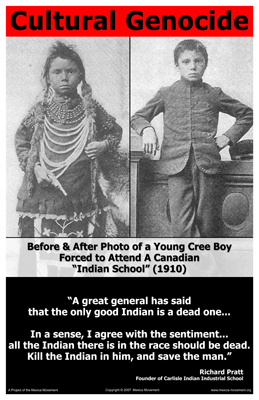 Cultural Genocide
Before & After Photo of a Young Cree Boy
Forced to Attend A Canadian
“Indian School” (1910)
“A great general has said
that the only good Indian is a dead one...
In a sense, I agree with the sentiment...
all the Indian there is in the race should be dead.
Kill the Indian in him, and save the man.”
Richard Pratt
Founder of Carlisle Indian Industrial School
A Project of the Mexica Movement
Copyright © 2007 Mexica Movement
www.mexica-movement.org